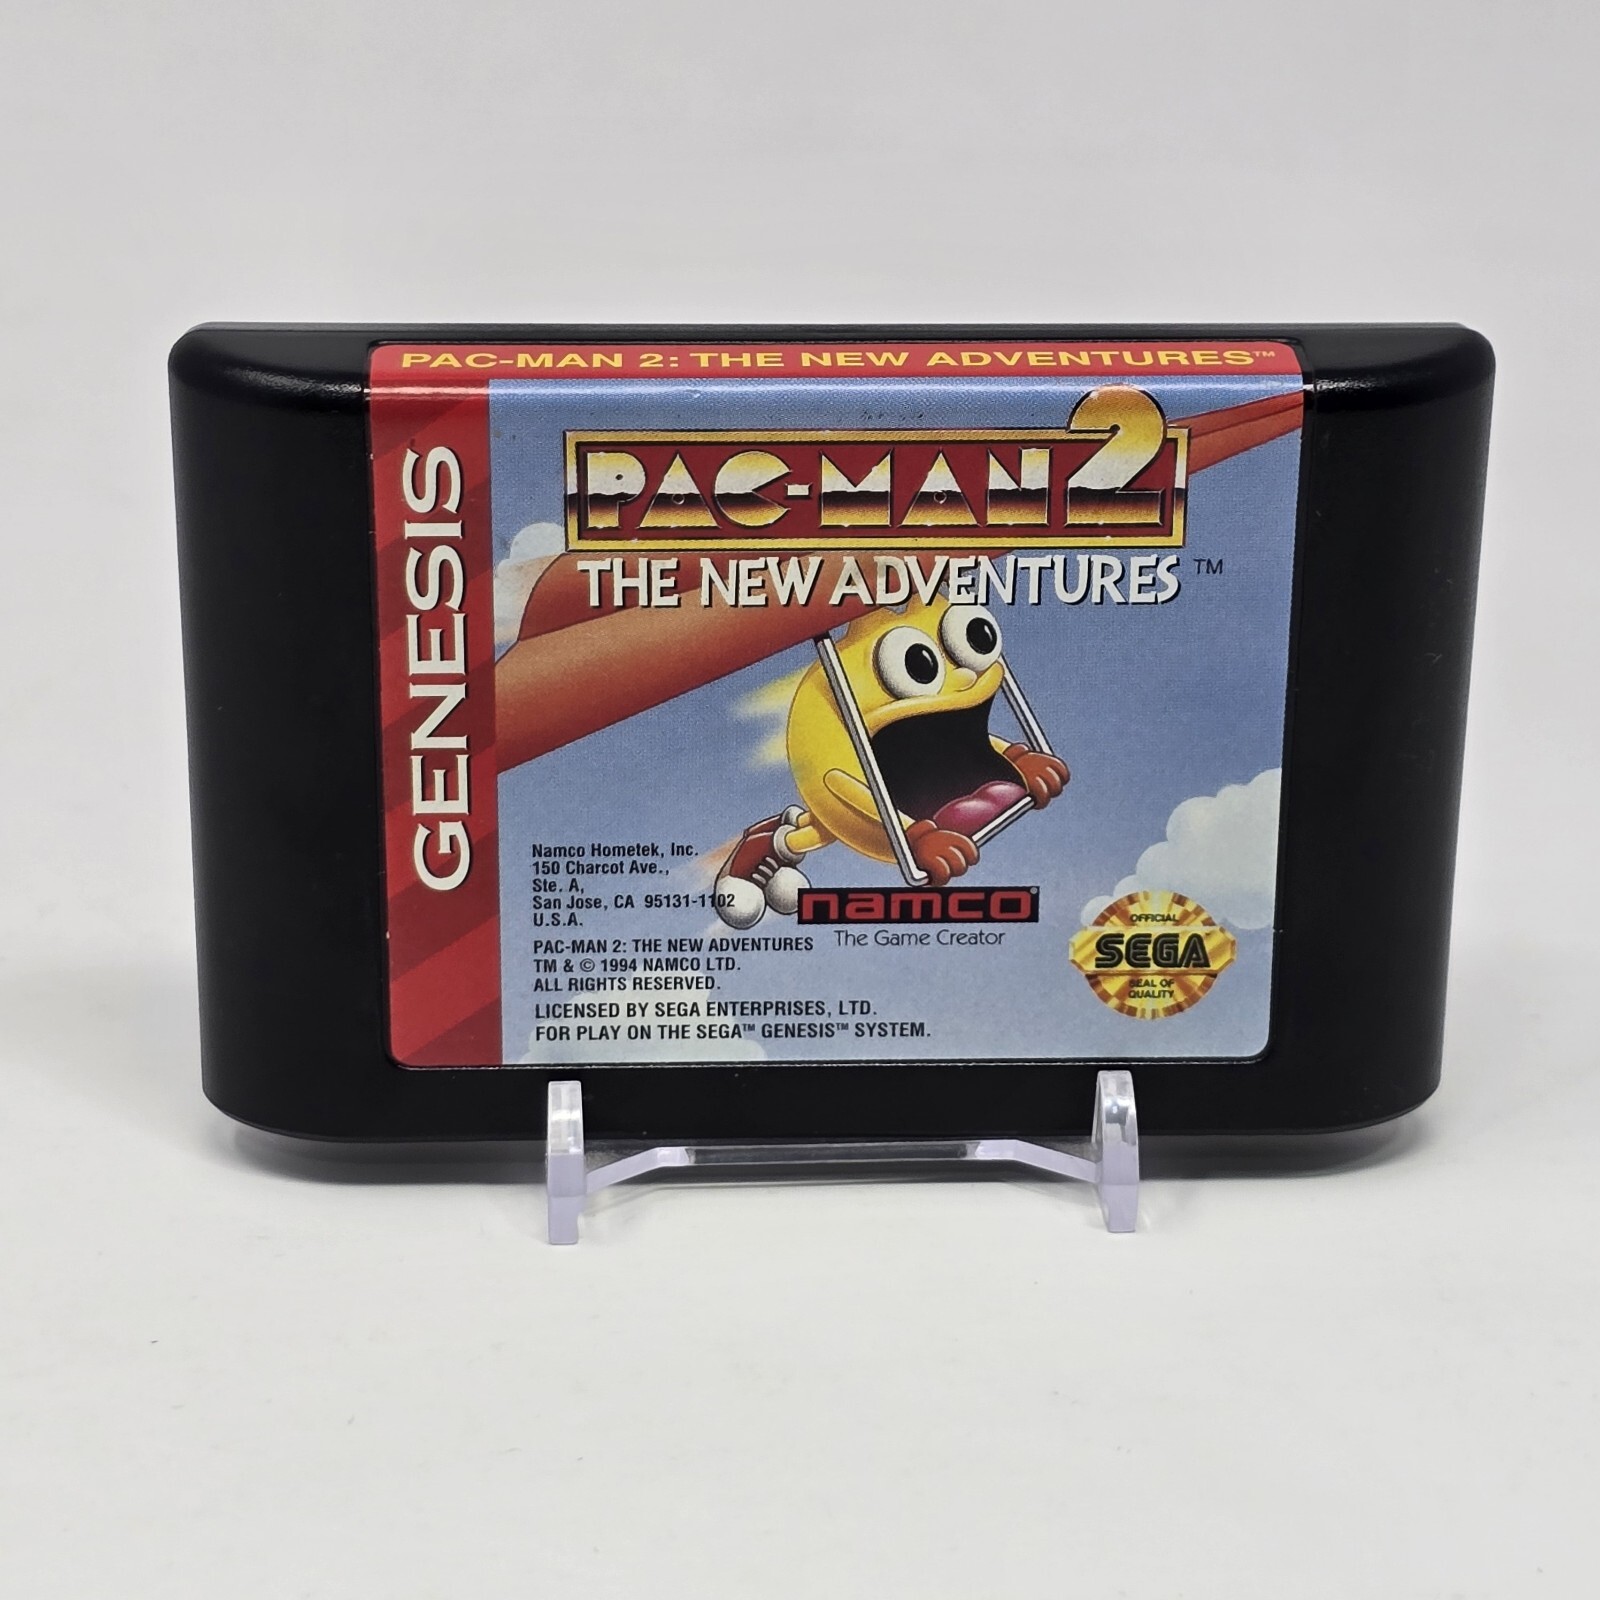 PAC-MAN 2: THE NEW ADVENTURES™
GENESIS
PAC-MAN 2
THE NEW ADVENTURES ™
Namco Hometek, Inc.
150 Charcot Ave.,
Ste. A,
San Jose, CA 95131-1102
U.S.A.
PAC-MAN 2: THE NEW ADVENTURES
TM & © 1994 NAMCO LTD.
ALL RIGHTS RESERVED.
LICENSED BY SEGA ENTERPRISES, LTD.
FOR PLAY ON THE SEGA™ GENESIS™ SYSTEM.
namco®
The Game Creator
OFFICIAL
SEGA
SEAL OF
QUALITY